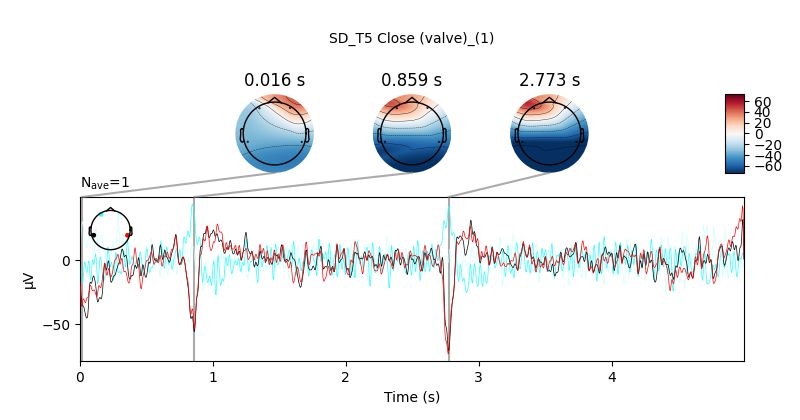 SD_T5 Close (valve)_(1)
0.016 s
0.859 s
2.773 s
60
40
20
0
−20
−40
−60
Nave=1
µV
0
−50
0
1
2
3
4
Time (s)